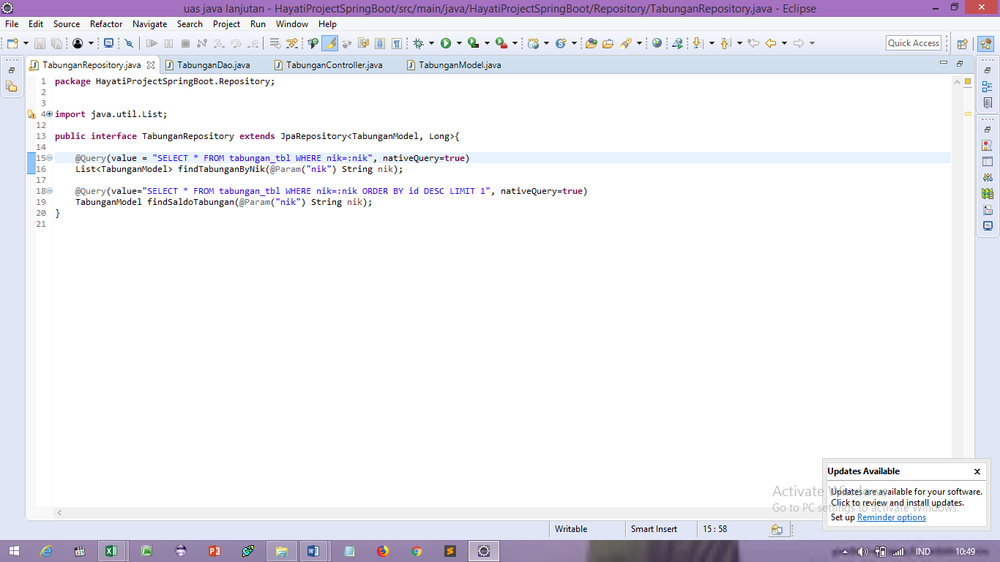 uas java lanjutan - HayatiProjectSpringBoot/src/main/java/HayatiProjectSpringBoot/Repository/TabunganRepository.java - Eclipse
File Edit Source Refactor Navigate Search Project Run Window Help
Quick Access
TabunganRepository.java TabunganDao.java TabunganController.java TabunganModel.java
1 package HayatiProjectSpringBoot.Repository;
2
3
4 import java.util.List;
12
13 public interface TabunganRepository extends JpaRepository<TabunganModel, Long>{
14
15 @Query(value = "SELECT * FROM tabungan_tbl WHERE nik=:nik", nativeQuery=true)
16 List<TabunganModel> findTabunganByNik(@Param("nik") String nik);
17
18 @Query(value="SELECT * FROM tabungan_tbl WHERE nik=:nik ORDER BY id DESC LIMIT 1", nativeQuery=true)
19 TabunganModel findSaldoTabungan(@Param("nik") String nik);
20 }
21
Updates Available x
Updates are available for your software.
Click to review and install updates.
Set up Reminder options
Activate Windows
Go to PC settings to activate Windows.
Writable Smart Insert 15 : 58
IND 10:49